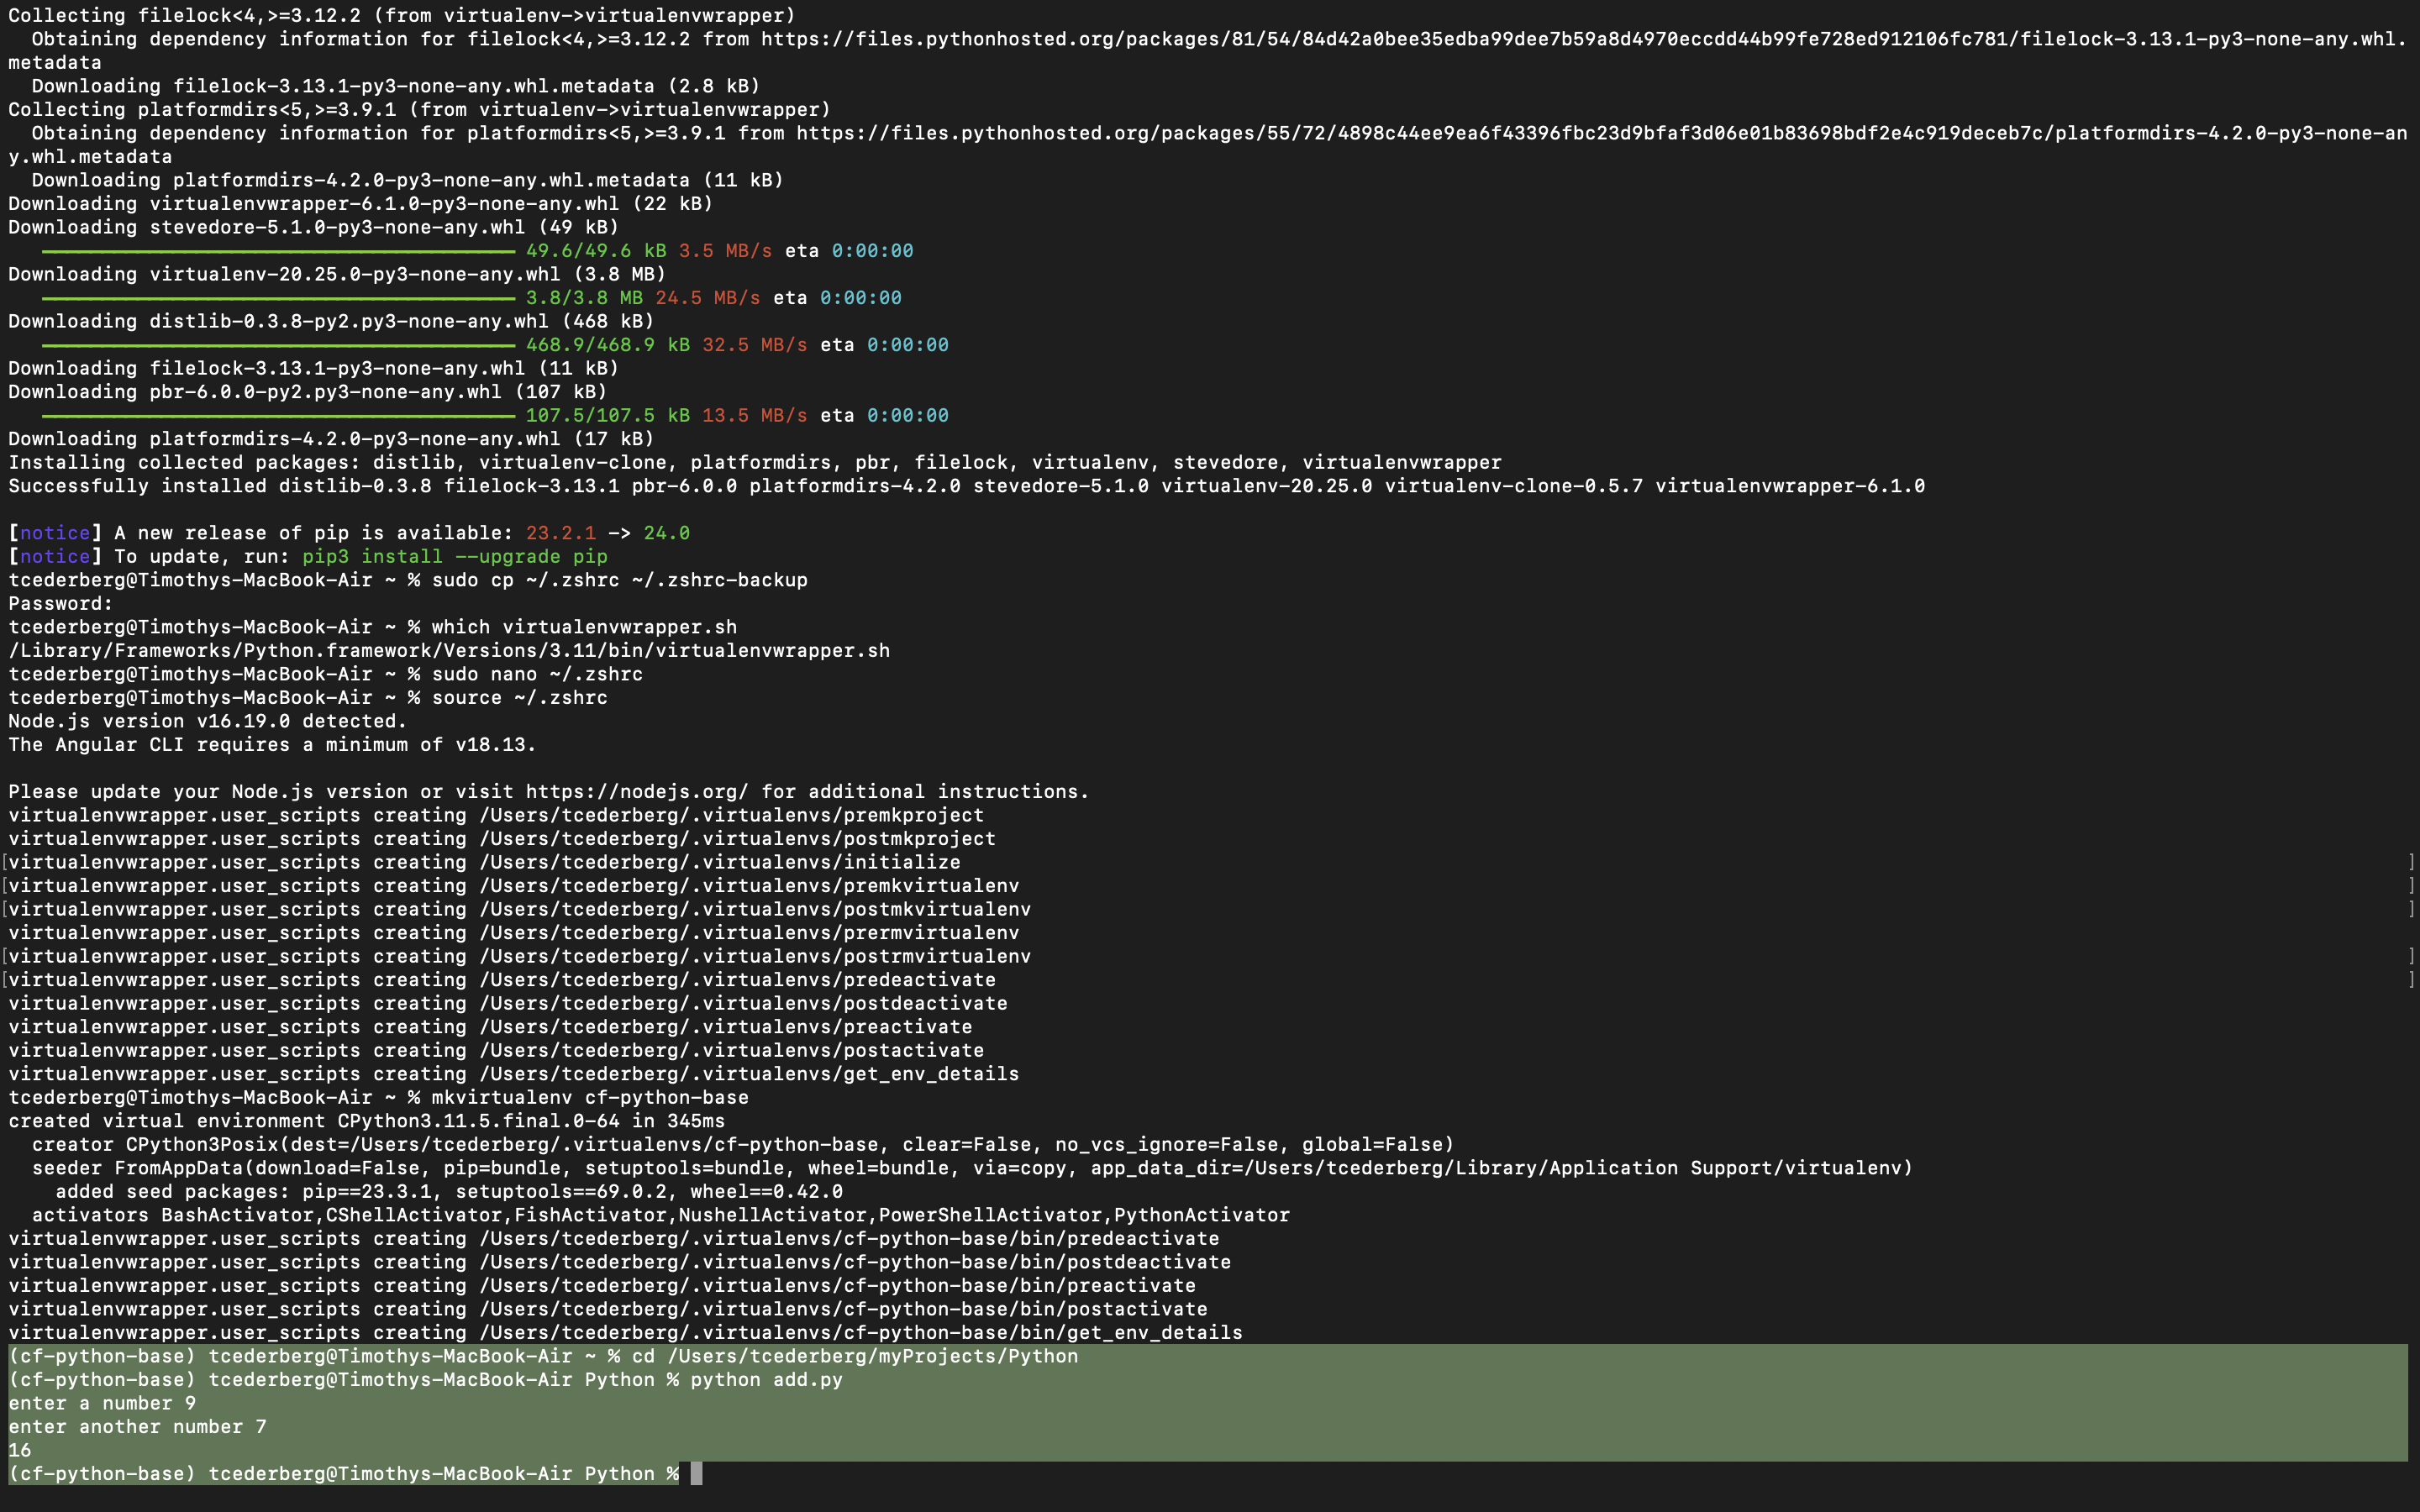 Collecting filelock<4,>=3.12.2 (from virtualenv->virtualenvwrapper)
  Obtaining dependency information for filelock<4,>=3.12.2 from https://files.pythonhosted.org/packages/81/54/84d42a0bee35edba99dee7b59a8d4970eccdd44b99fe728ed912106fc781/filelock-3.13.1-py3-none-any.whl.
metadata
  Downloading filelock-3.13.1-py3-none-any.whl.metadata (2.8 kB)
Collecting platformdirs<5,>=3.9.1 (from virtualenv->virtualenvwrapper)
  Obtaining dependency information for platformdirs<5,>=3.9.1 from https://files.pythonhosted.org/packages/55/72/4898c44ee9ea6f43396fbc23d9bfaf3d06e01b83698bdf2e4c919deceb7c/platformdirs-4.2.0-py3-none-an
y.whl.metadata
  Downloading platformdirs-4.2.0-py3-none-any.whl.metadata (11 kB)
Downloading virtualenvwrapper-6.1.0-py3-none-any.whl (22 kB)
Downloading stevedore-5.1.0-py3-none-any.whl (49 kB)
49.6/49.6 kB 3.5 MB/s eta 0:00:00
Downloading virtualenv-20.25.0-py3-none-any.whl (3.8 MB)
3.8/3.8 MB 24.5 MB/s eta 0:00:00
Downloading distlib-0.3.8-py2.py3-none-any.whl (468 kB)
468.9/468.9 kB 32.5 MB/s eta 0:00:00
Downloading filelock-3.13.1-py3-none-any.whl (11 kB)
Downloading pbr-6.0.0-py2.py3-none-any.whl (107 kB)
107.5/107.5 kB 13.5 MB/s eta 0:00:00
Downloading platformdirs-4.2.0-py3-none-any.whl (17 kB)
Installing collected packages: distlib, virtualenv-clone, platformdirs, pbr, filelock, virtualenv, stevedore, virtualenvwrapper
Successfully installed distlib-0.3.8 filelock-3.13.1 pbr-6.0.0 platformdirs-4.2.0 stevedore-5.1.0 virtualenv-20.25.0 virtualenv-clone-0.5.7 virtualenvwrapper-6.1.0

[notice] A new release of pip is available: 23.2.1 -> 24.0
[notice] To update, run: pip3 install --upgrade pip
tcederberg@Timothys-MacBook-Air ~ % sudo cp ~/.zshrc ~/.zshrc-backup
Password:
tcederberg@Timothys-MacBook-Air ~ % which virtualenvwrapper.sh
/Library/Frameworks/Python.framework/Versions/3.11/bin/virtualenvwrapper.sh
tcederberg@Timothys-MacBook-Air ~ % sudo nano ~/.zshrc
tcederberg@Timothys-MacBook-Air ~ % source ~/.zshrc
Node.js version v16.19.0 detected.
The Angular CLI requires a minimum of v18.13.

Please update your Node.js version or visit https://nodejs.org/ for additional instructions.
virtualenvwrapper.user_scripts creating /Users/tcederberg/.virtualenvs/premkproject
virtualenvwrapper.user_scripts creating /Users/tcederberg/.virtualenvs/postmkproject
[virtualenvwrapper.user_scripts creating /Users/tcederberg/.virtualenvs/initialize ]
[virtualenvwrapper.user_scripts creating /Users/tcederberg/.virtualenvs/premkvirtualenv ]
[virtualenvwrapper.user_scripts creating /Users/tcederberg/.virtualenvs/postmkvirtualenv ]
virtualenvwrapper.user_scripts creating /Users/tcederberg/.virtualenvs/prermvirtualenv
[virtualenvwrapper.user_scripts creating /Users/tcederberg/.virtualenvs/postrmvirtualenv ]
[virtualenvwrapper.user_scripts creating /Users/tcederberg/.virtualenvs/predeactivate ]
virtualenvwrapper.user_scripts creating /Users/tcederberg/.virtualenvs/postdeactivate
virtualenvwrapper.user_scripts creating /Users/tcederberg/.virtualenvs/preactivate
virtualenvwrapper.user_scripts creating /Users/tcederberg/.virtualenvs/postactivate
virtualenvwrapper.user_scripts creating /Users/tcederberg/.virtualenvs/get_env_details
tcederberg@Timothys-MacBook-Air ~ % mkvirtualenv cf-python-base
created virtual environment CPython3.11.5.final.0-64 in 345ms
  creator CPython3Posix(dest=/Users/tcederberg/.virtualenvs/cf-python-base, clear=False, no_vcs_ignore=False, global=False)
  seeder FromAppData(download=False, pip=bundle, setuptools=bundle, wheel=bundle, via=copy, app_data_dir=/Users/tcederberg/Library/Application Support/virtualenv)
    added seed packages: pip==23.3.1, setuptools==69.0.2, wheel==0.42.0
  activators BashActivator,CShellActivator,FishActivator,NushellActivator,PowerShellActivator,PythonActivator
virtualenvwrapper.user_scripts creating /Users/tcederberg/.virtualenvs/cf-python-base/bin/predeactivate
virtualenvwrapper.user_scripts creating /Users/tcederberg/.virtualenvs/cf-python-base/bin/postdeactivate
virtualenvwrapper.user_scripts creating /Users/tcederberg/.virtualenvs/cf-python-base/bin/preactivate
virtualenvwrapper.user_scripts creating /Users/tcederberg/.virtualenvs/cf-python-base/bin/postactivate
virtualenvwrapper.user_scripts creating /Users/tcederberg/.virtualenvs/cf-python-base/bin/get_env_details
(cf-python-base) tcederberg@Timothys-MacBook-Air ~ % cd /Users/tcederberg/myProjects/Python
(cf-python-base) tcederberg@Timothys-MacBook-Air Python % python add.py
enter a number 9
enter another number 7
16
(cf-python-base) tcederberg@Timothys-MacBook-Air Python %